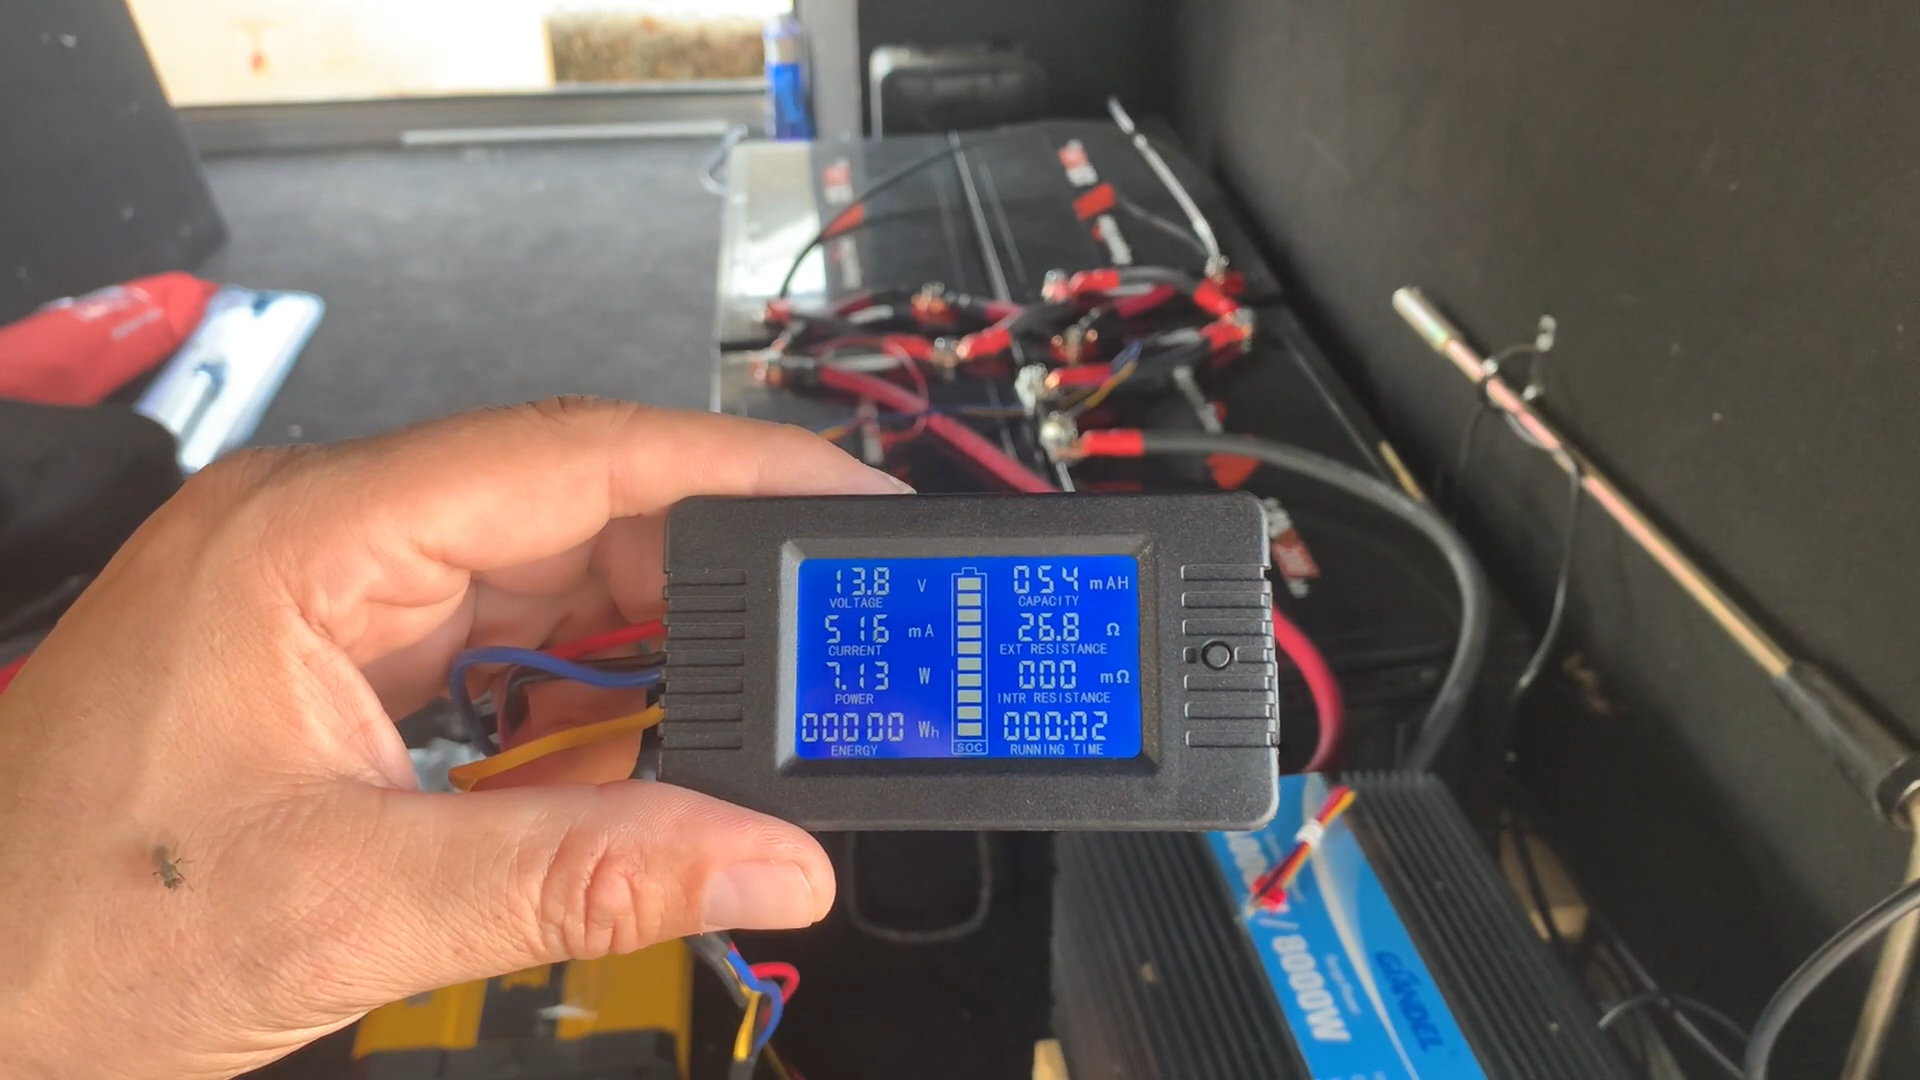 13.8 V
VOLTAGE
516 mA
CURRENT
7.13 W
POWER
00000 Wh
ENERGY
SOC
054 mAH
CAPACITY
26.8 Ω
EXT RESISTANCE
000 mΩ
INTR RESISTANCE
000:02
RUNNING TIME
/ 8000W
GIANDEL